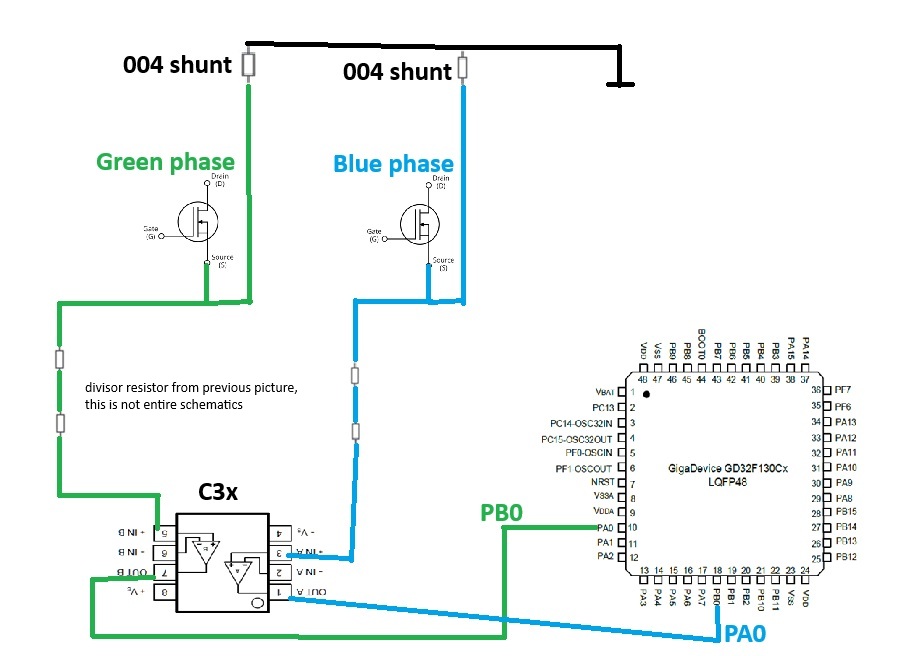 004 shunt
004 shunt
Green phase
Blue phase
Drain
(D)
Gate
(G)
Source
(S)
Drain
(D)
Gate
(G)
Source
(S)
divisor resistor from previous picture,
this is not entire schematics
C3x
+ IN B
- IN B
OUT B
+ Vs
5
6
7
8
B
A
4
3
2
1
- Vs
+ IN A
- IN A
OUT A
PB0
PA0
VDD
VSS
PB9
PB8
BOOT0
PB7
PB6
PB5
PB4
PB3
PA15
PA14
48 47 46 45 44 43 42 41 40 39 38 37
VBAT 1
PC13 2
PC14-OSC32IN 3
PC15-OSC32OUT 4
PF0-OSCIN 5
PF1-OSCOUT 6
NRST 7
VSSA 8
VDDA 9
PA0 10
PA1 11
PA2 12
GigaDevice GD32F130Cx
LQFP48
36 PF7
35 PF6
34 PA13
33 PA12
32 PA11
31 PA10
30 PA9
29 PA8
28 PB15
27 PB14
26 PB13
25 PB12
13 14 15 16 17 18 19 20 21 22 23 24
PA3
PA4
PA5
PA6
PA7
PB0
PB1
PB2
PB10
PB11
VSS
VDD